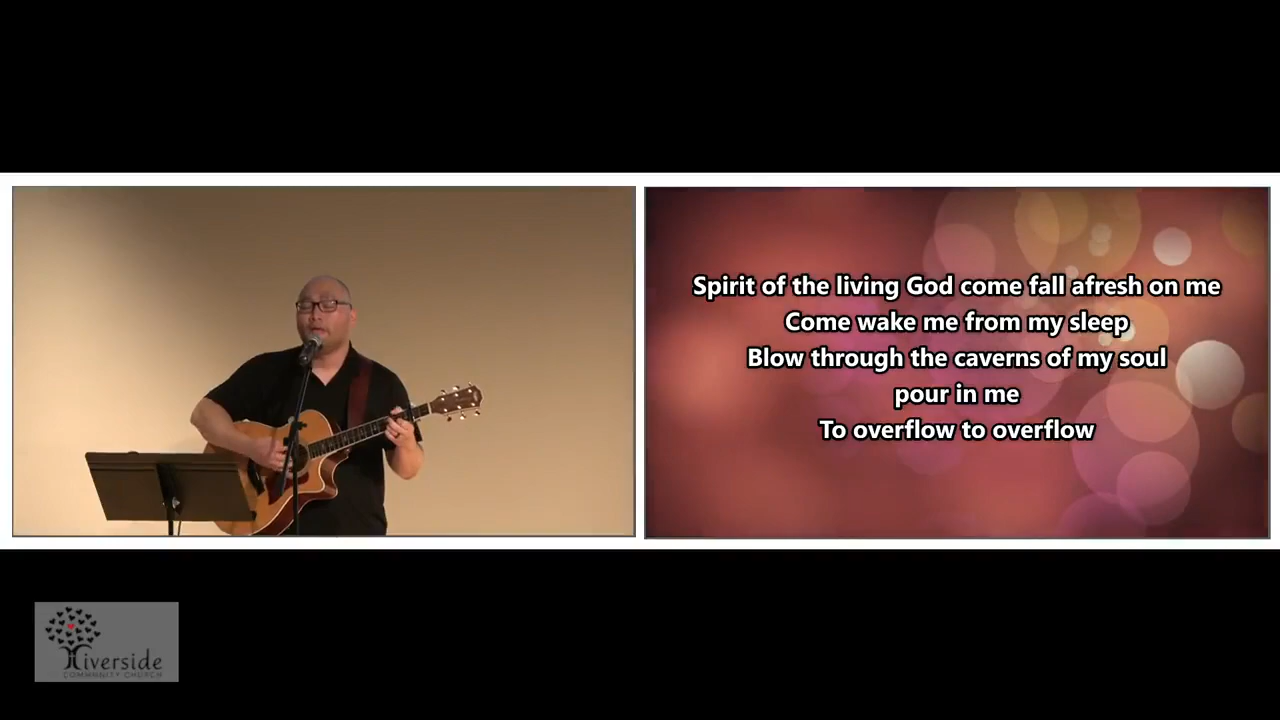 Spirit of the living God come fall afresh on me
Come wake me from my sleep
Blow through the caverns of my soul
pour in me
To overflow to overflow
Riverside
COMMUNITY CHURCH